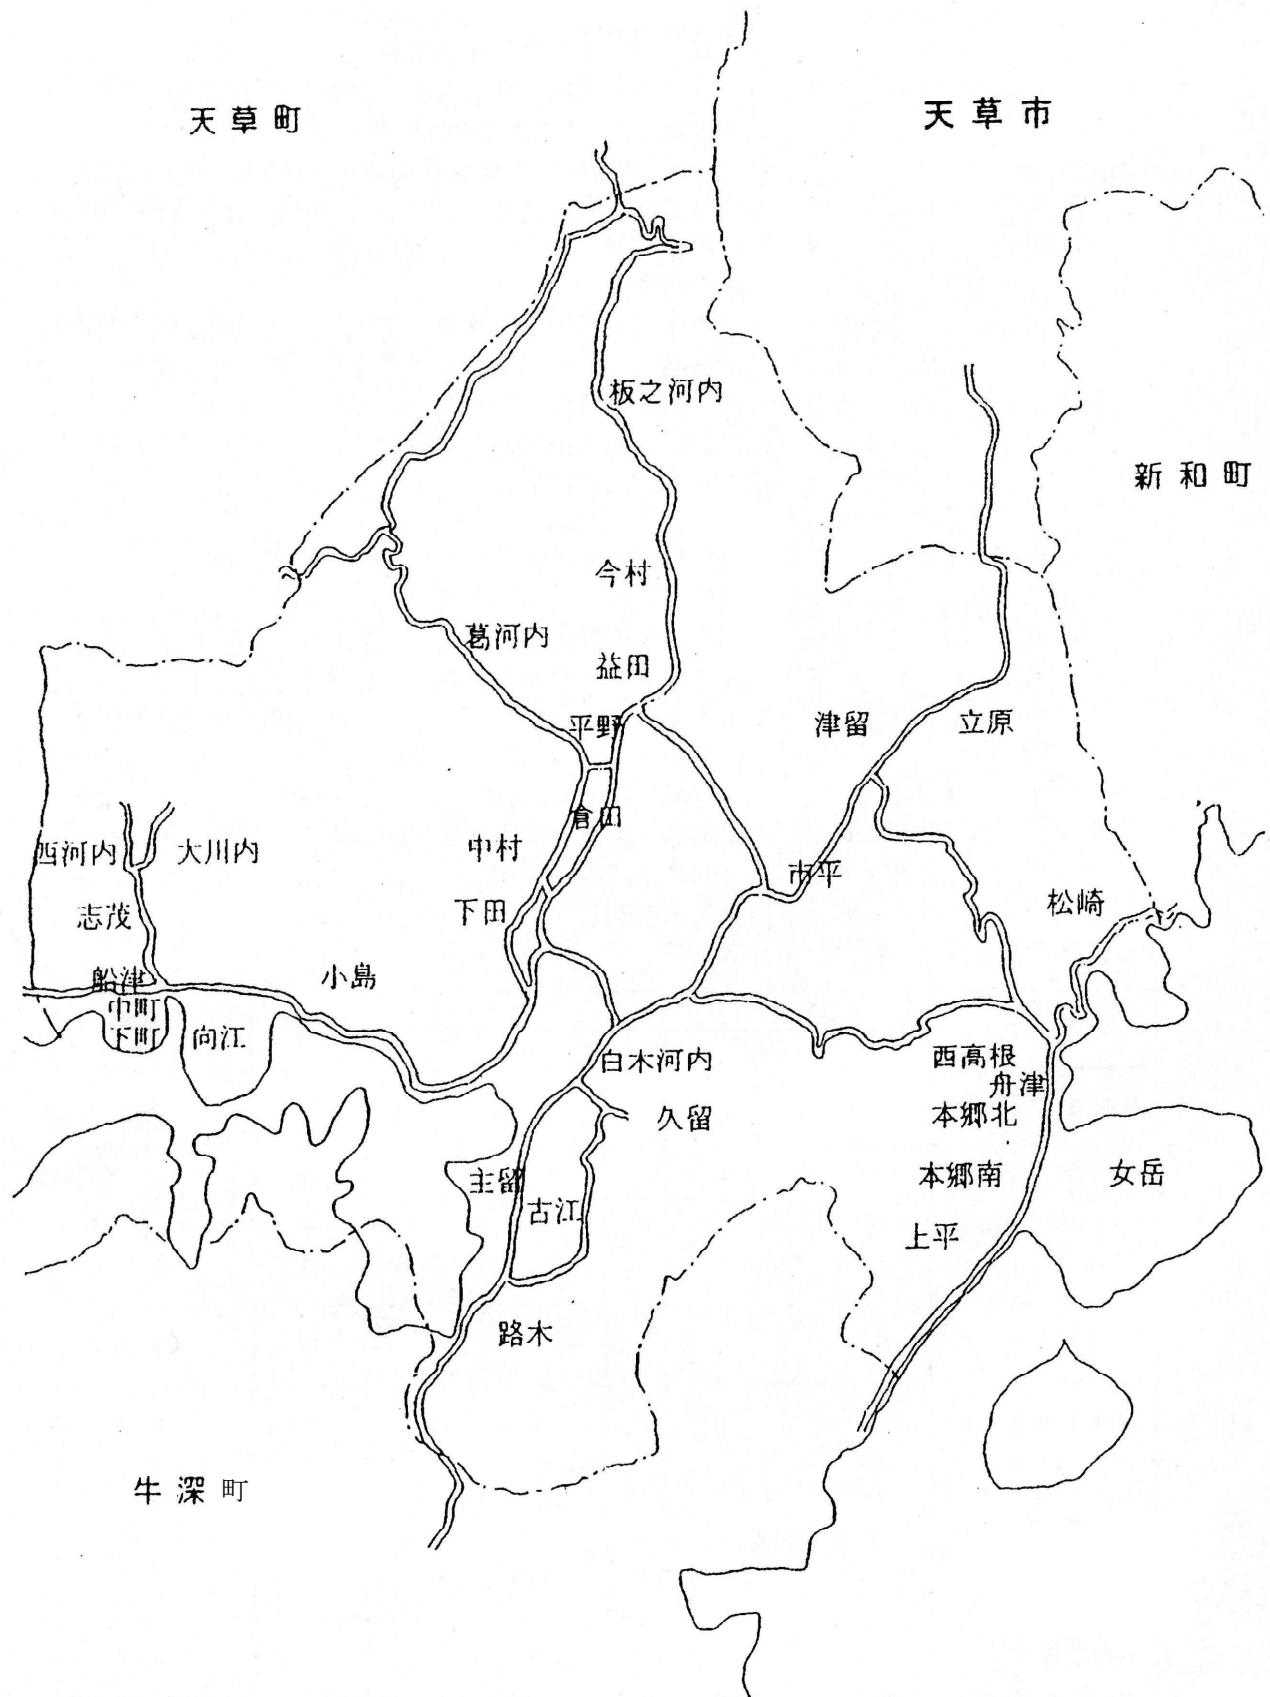 天草町
天草市
板之河内
新和町
今村
葛河内
益田
平野
津留
立原
倉田
中村
西河内
大川内
市平
松崎
下田
志茂
船津
小島
中町
下町
向江
白木河内
西高根
舟津
久留
本郷北
主留
本郷南
女岳
古江
上平
路木
牛深町